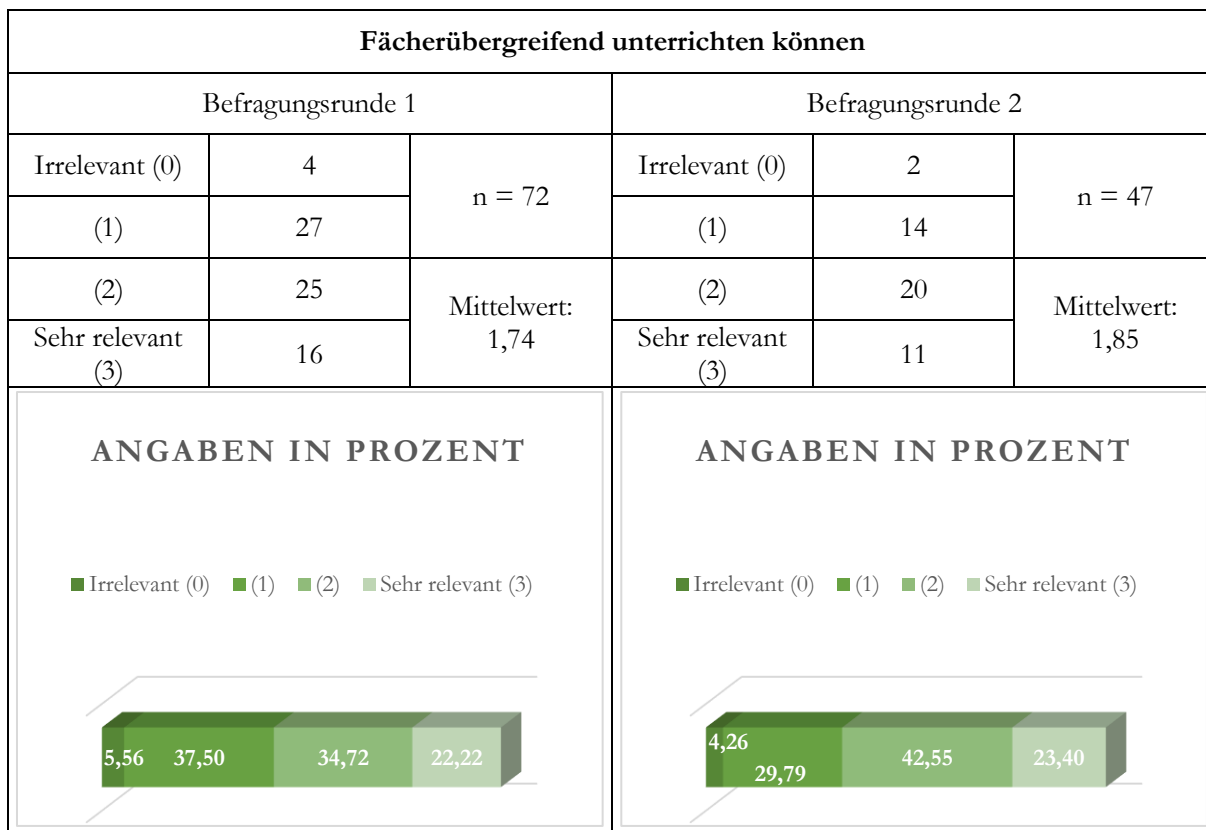 Fächerübergreifend unterrichten können
Befragungsrunde 1
Befragungsrunde 2
Irrelevant (0)
4
n = 72
Irrelevant (0)
2
n = 47
(1)
27
(1)
14
(2)
25
Mittelwert:
1,74
(2)
20
Mittelwert:
1,85
Sehr relevant
(3)
16
Sehr relevant
(3)
11
ANGABEN IN PROZENT
Irrelevant (0) (1) (2) Sehr relevant (3)
5,56 37,50 34,72 22,22
ANGABEN IN PROZENT
Irrelevant (0) (1) (2) Sehr relevant (3)
4,26 29,79 42,55 23,40